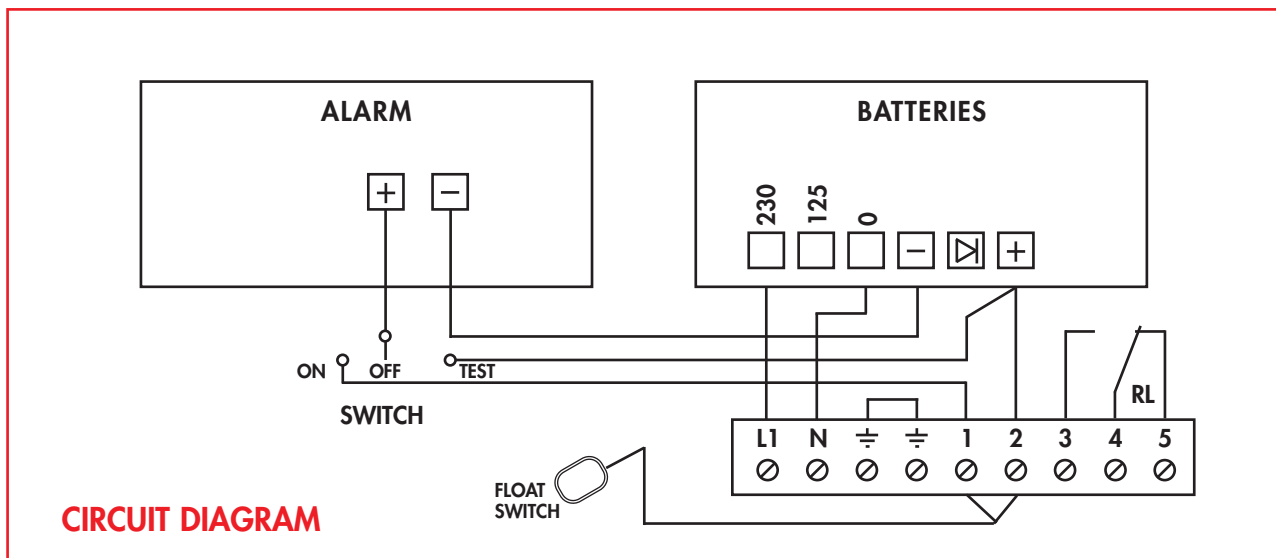 ALARM
+ −
BATTERIES
230 125 0
− +
ON OFF TEST
SWITCH
RL
L1 N 1 2 3 4 5
FLOAT
SWITCH
CIRCUIT DIAGRAM